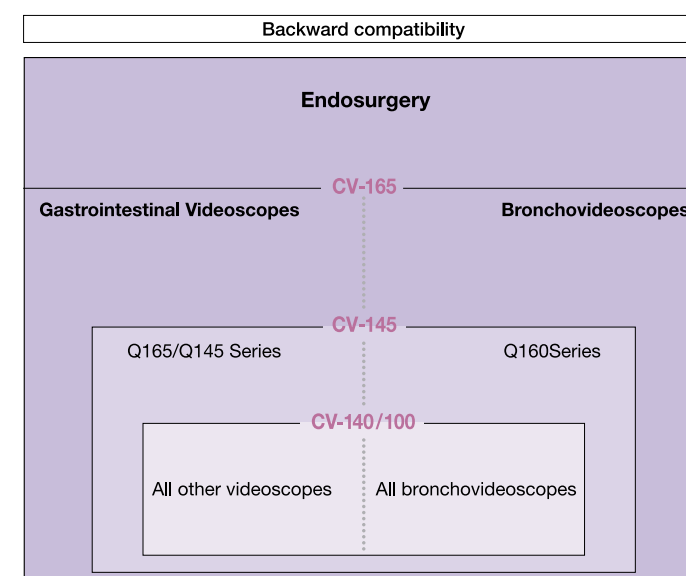 Backward compatibility
Endosurgery
CV-165
Gastrointestinal Videoscopes
Bronchovideoscopes
CV-145
Q165/Q145 Series
Q160Series
CV-140/100
All other videoscopes
All bronchovideoscopes